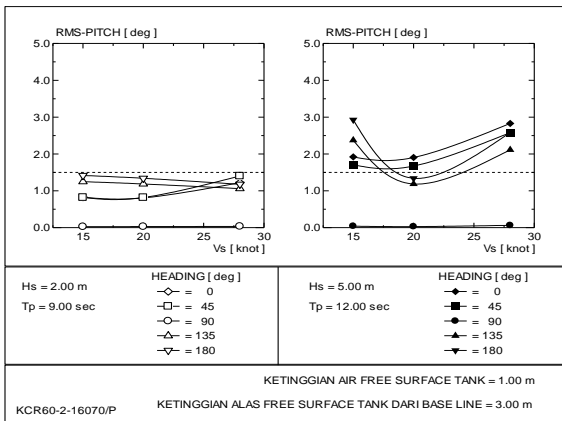 RMS-PITCH [ deg ]
5.0
4.0
3.0
2.0
1.0
0.0
15 20 25 30
Vs [ knot ]
RMS-PITCH [ deg ]
5.0
4.0
3.0
2.0
1.0
0.0
15 20 25 30
Vs [ knot ]
Hs = 2.00 m
Tp = 9.00 sec
HEADING [ deg ]
= 0
= 45
= 90
= 135
= 180
Hs = 5.00 m
Tp = 12.00 sec
HEADING [ deg ]
= 0
= 45
= 90
= 135
= 180
KETINGGIAN AIR FREE SURFACE TANK = 1.00 m
KCR60-2-16070/P KETINGGIAN ALAS FREE SURFACE TANK DARI BASE LINE = 3.00 m